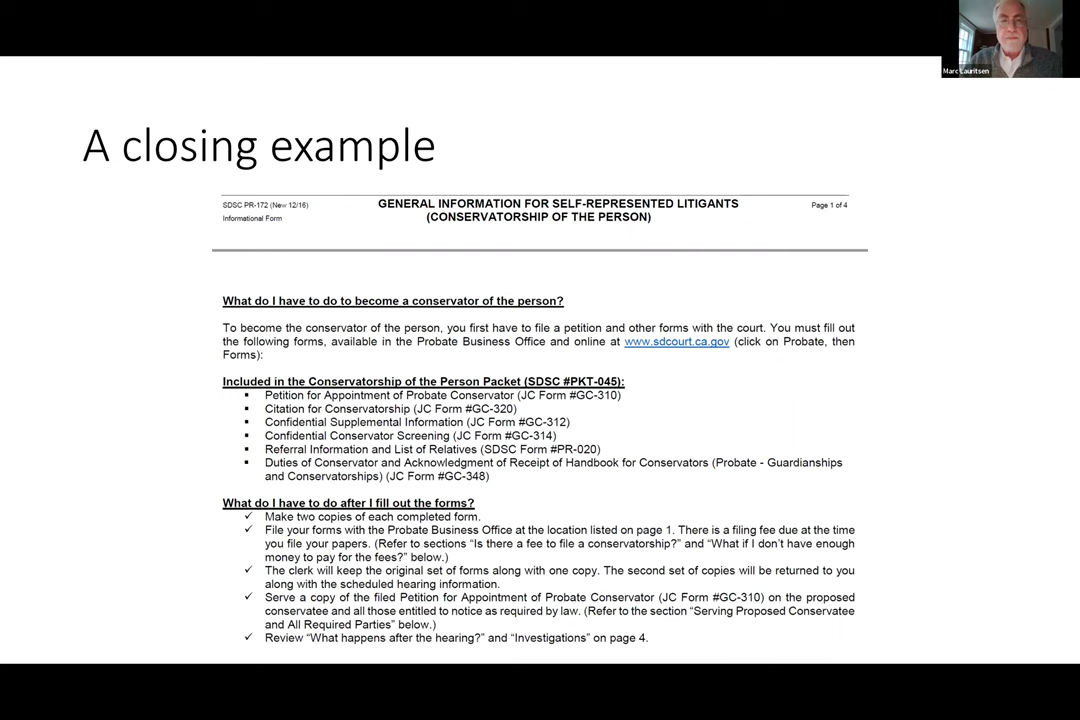 Marc Lauritsen
A closing example
SDSC PR-172 (New 12/16)
Informational Form
GENERAL INFORMATION FOR SELF-REPRESENTED LITIGANTS
(CONSERVATORSHIP OF THE PERSON)
Page 1 of 4
What do I have to do to become a conservator of the person?
To become the conservator of the person, you first have to file a petition and other forms with the court. You must fill out
the following forms, available in the Probate Business Office and online at www.sdcourt.ca.gov (click on Probate, then
Forms):
Included in the Conservatorship of the Person Packet (SDSC #PKT-045):
▪ Petition for Appointment of Probate Conservator (JC Form #GC-310)
▪ Citation for Conservatorship (JC Form #GC-320)
▪ Confidential Supplemental Information (JC Form #GC-312)
▪ Confidential Conservator Screening (JC Form #GC-314)
▪ Referral Information and List of Relatives (SDSC Form #PR-020)
▪ Duties of Conservator and Acknowledgment of Receipt of Handbook for Conservators (Probate - Guardianships
and Conservatorships) (JC Form #GC-348)
What do I have to do after I fill out the forms?
✓ Make two copies of each completed form.
✓ File your forms with the Probate Business Office at the location listed on page 1. There is a filing fee due at the time
you file your papers. (Refer to sections “Is there a fee to file a conservatorship?” and “What if I don’t have enough
money to pay for the fees?” below.)
✓ The clerk will keep the original set of forms along with one copy. The second set of copies will be returned to you
along with the scheduled hearing information.
✓ Serve a copy of the filed Petition for Appointment of Probate Conservator (JC Form #GC-310) on the proposed
conservatee and all those entitled to notice as required by law. (Refer to the section “Serving Proposed Conservatee
and All Required Parties” below.)
✓ Review “What happens after the hearing?” and “Investigations” on page 4.